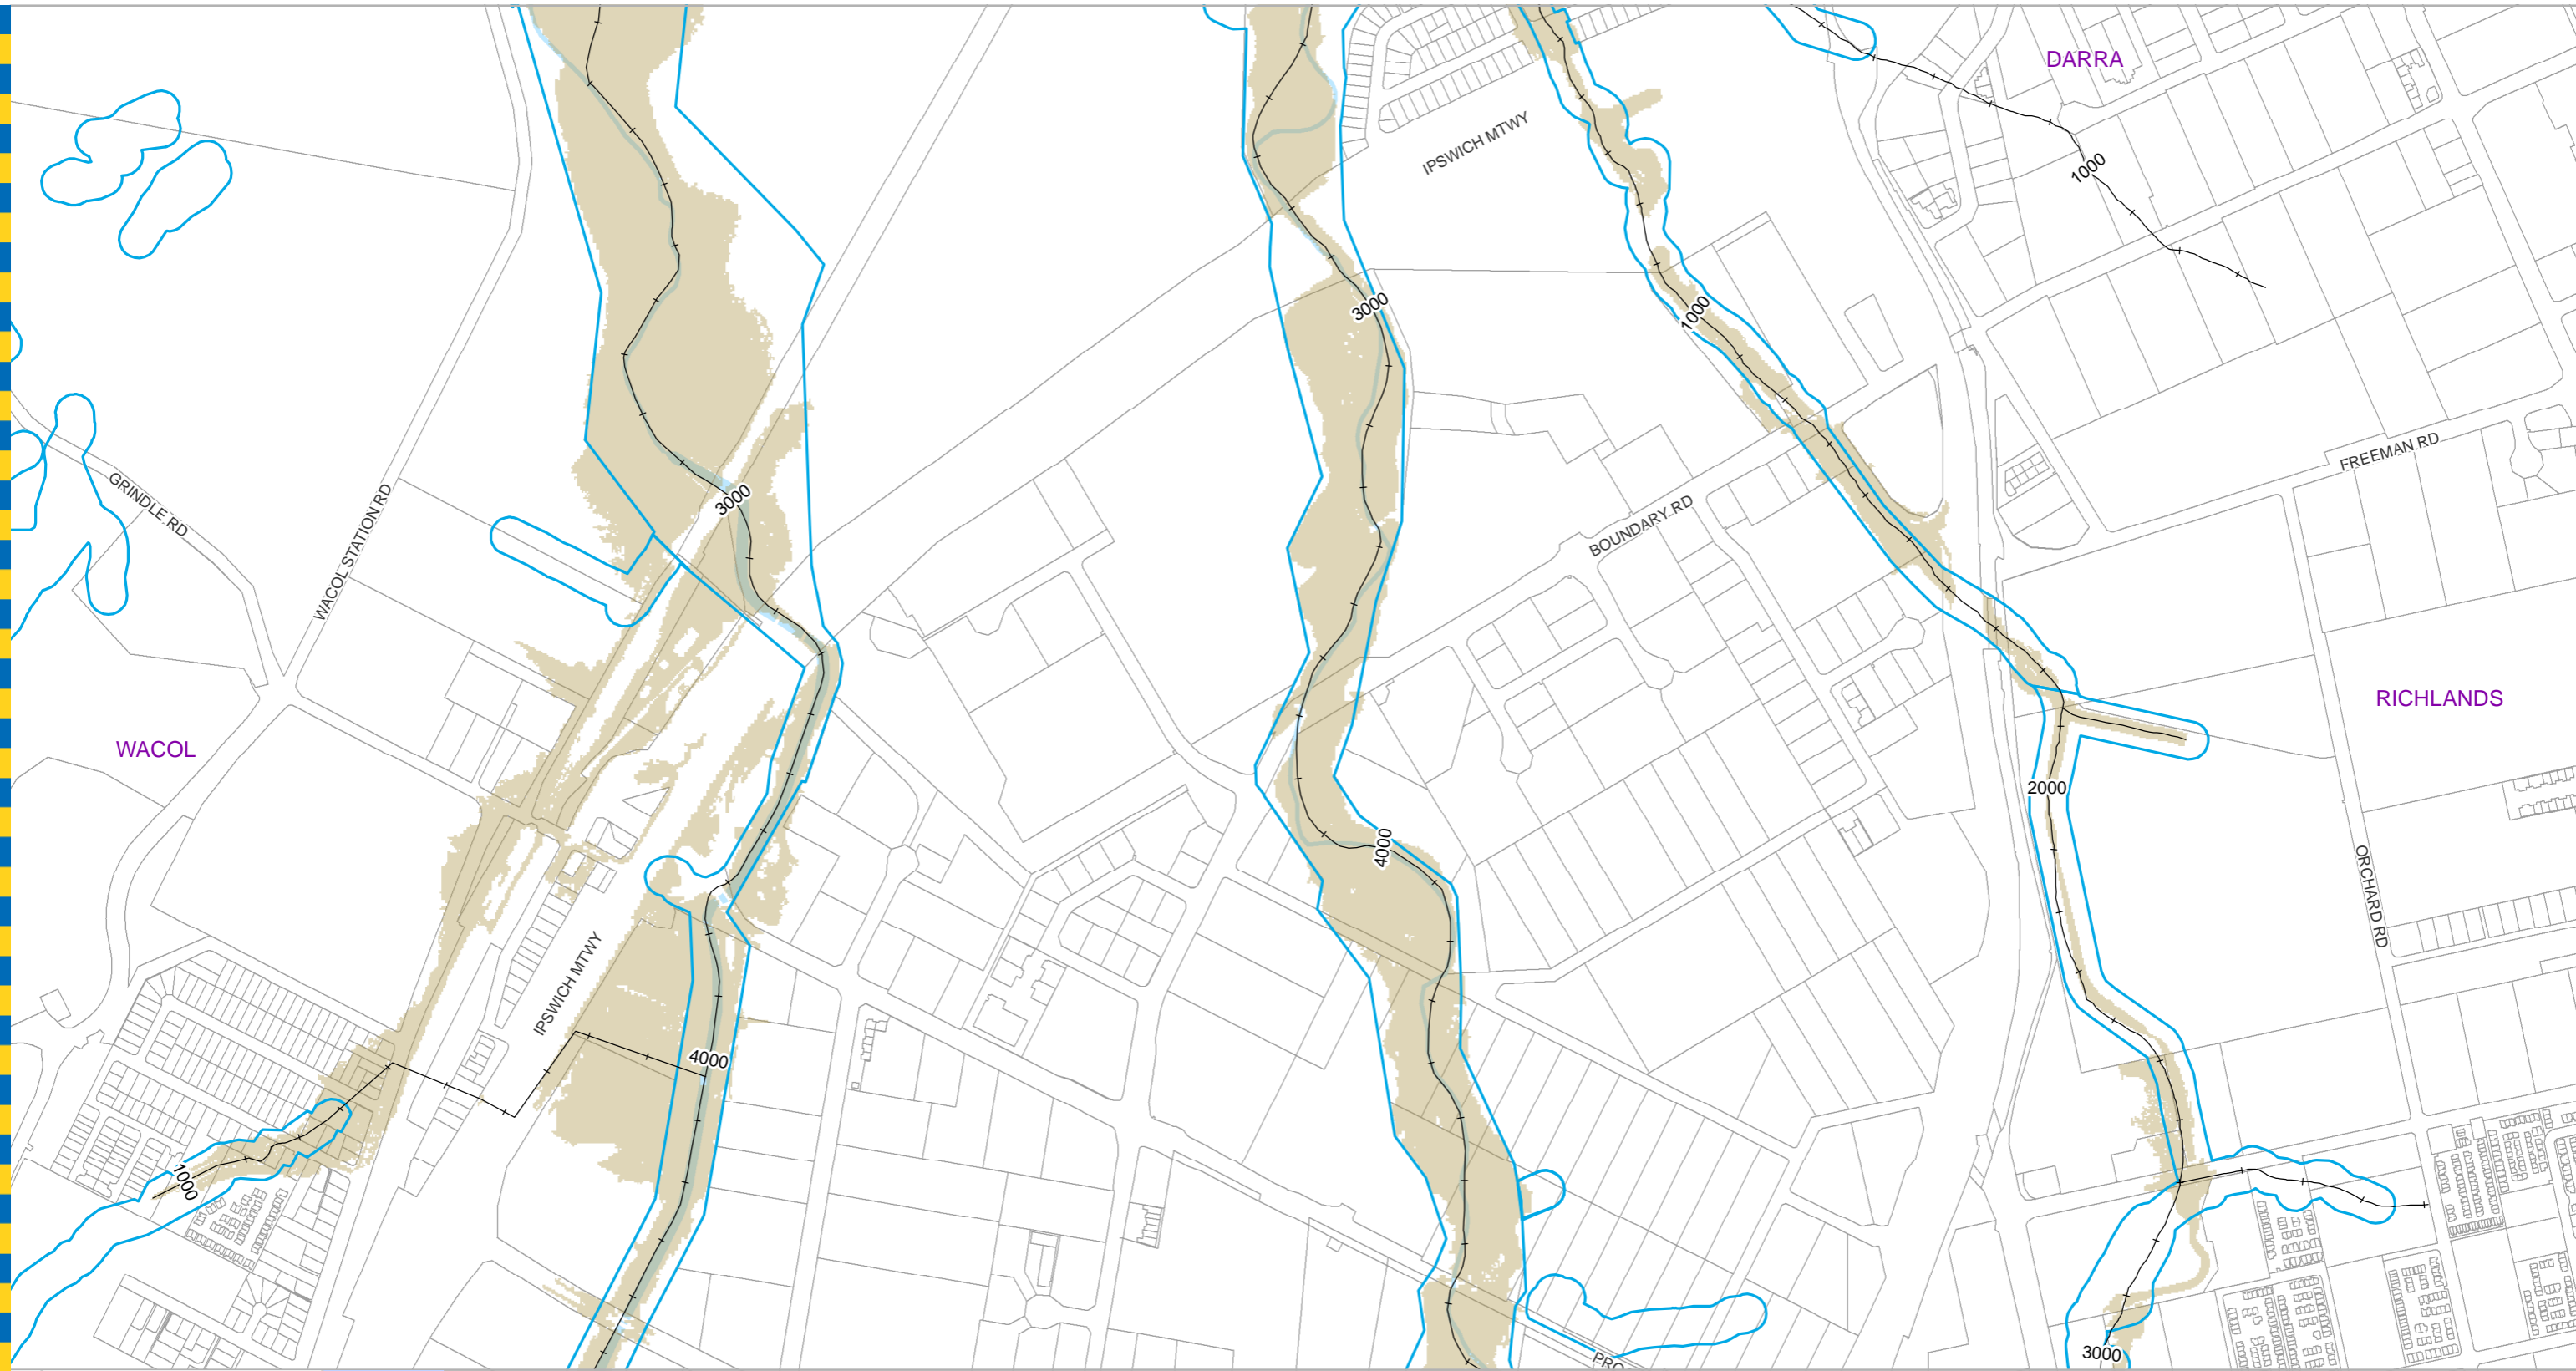 DARRA
IPSWICH MTWY
1000
3000
1000
FREEMAN RD
GRINDLE RD
WACOL STATION RD
3000
BOUNDARY RD
RICHLANDS
WACOL
2000
4000
ORCHARD RD
IPSWICH MTWY
4000
1000
3000
PRO